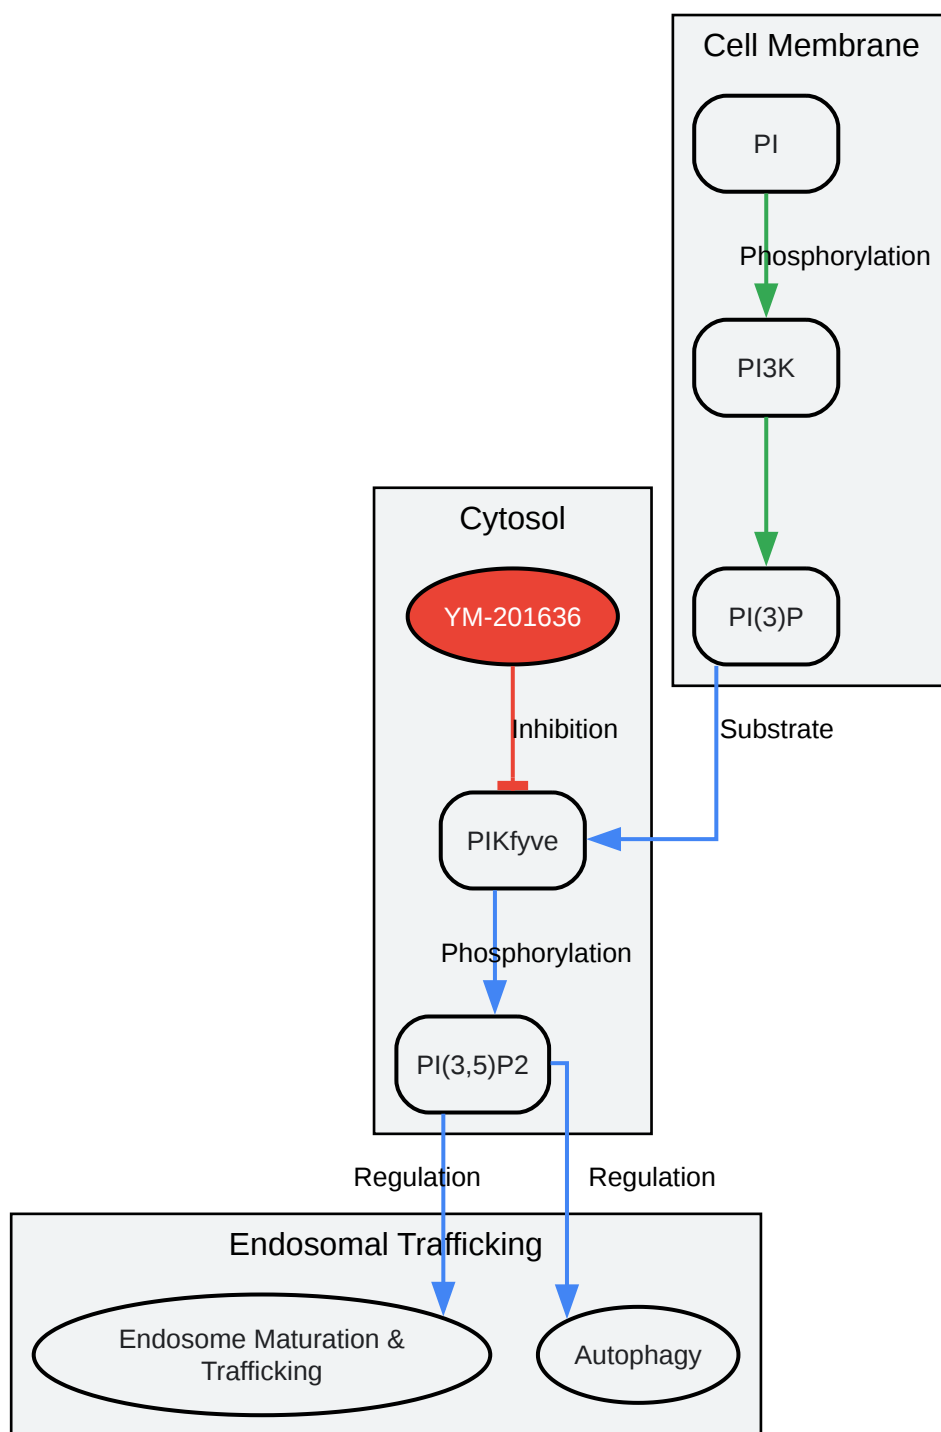 Cell Membrane
PI
Phosphorylation
PI3K
Cytosol
YM-201636
PI(3)P
Inhibition
Substrate
PIKfyve
Phosphorylation
PI(3,5)P2
Regulation
Regulation
Endosomal Trafficking
Endosome Maturation &
Trafficking
Autophagy